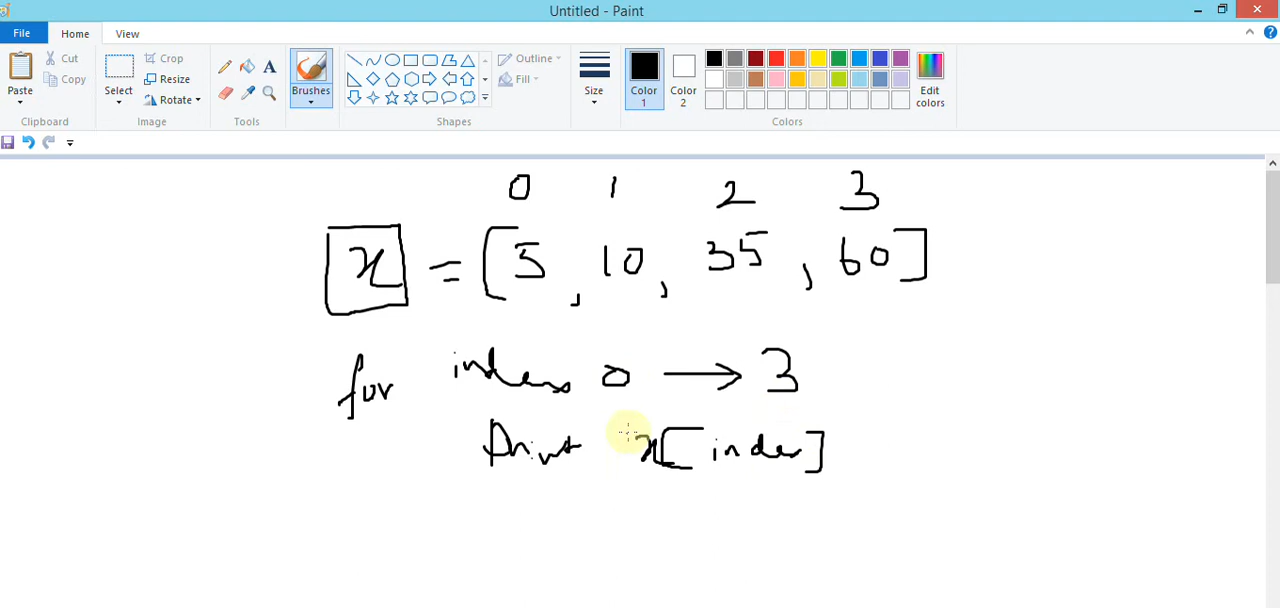 Untitled - Paint
File Home View
Paste Cut Copy Select Crop Resize Rotate A Brushes Outline Fill Size Color 1 Color 2 Edit colors
Clipboard Image Tools Shapes Colors
0 1 2 3
x = [5, 10, 35, 60]
for index 0 → 3
Print x[index]